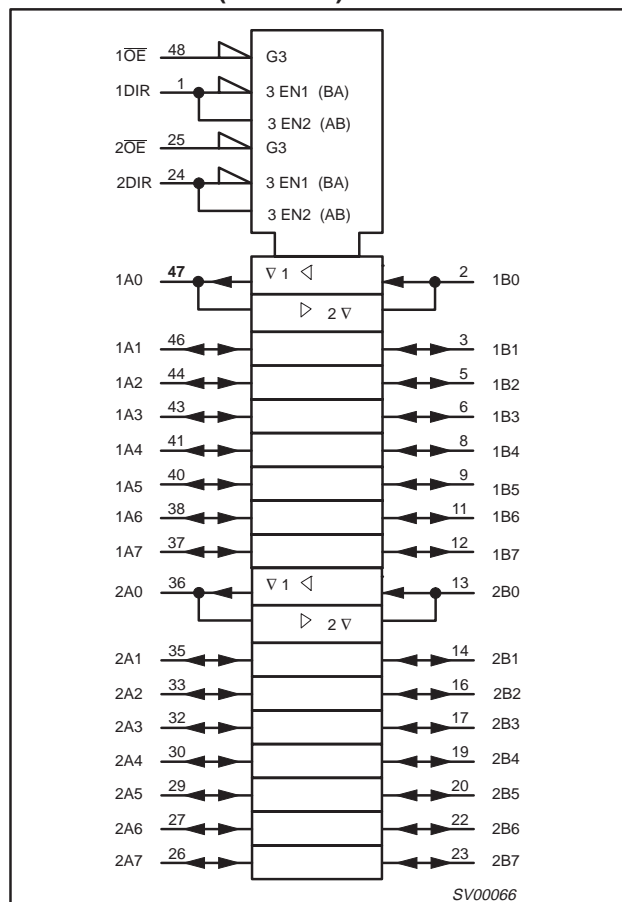 1O̅E̅ 48 G3
1DIR 1 3 EN1 (BA)
3 EN2 (AB)
2O̅E̅ 25 G3
2DIR 24 3 EN1 (BA)
3 EN2 (AB)
1A0 47 ∇ 1 ◁ 2 1B0
▷ 2 ∇
1A1 46 3 1B1
1A2 44 5 1B2
1A3 43 6 1B3
1A4 41 8 1B4
1A5 40 9 1B5
1A6 38 11 1B6
1A7 37 12 1B7
2A0 36 ∇ 1 ◁ 13 2B0
▷ 2 ∇
2A1 35 14 2B1
2A2 33 16 2B2
2A3 32 17 2B3
2A4 30 19 2B4
2A5 29 20 2B5
2A6 27 22 2B6
2A7 26 23 2B7
SV00066